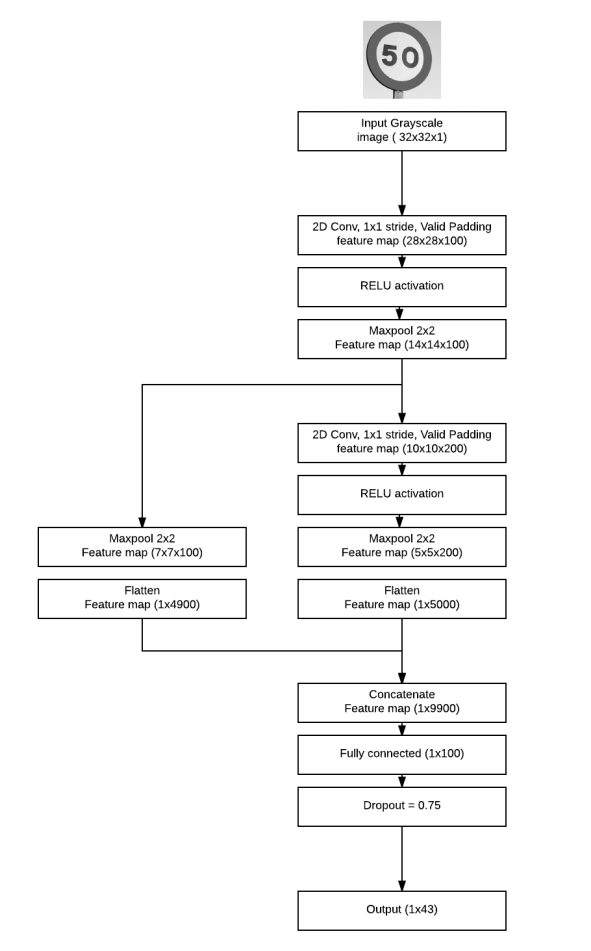 50
Input Grayscale
image ( 32x32x1)
2D Conv, 1x1 stride, Valid Padding
feature map (28x28x100)
RELU activation
Maxpool 2x2
Feature map (14x14x100)
2D Conv, 1x1 stride, Valid Padding
feature map (10x10x200)
RELU activation
Maxpool 2x2
Feature map (7x7x100)
Maxpool 2x2
Feature map (5x5x200)
Flatten
Feature map (1x4900)
Flatten
Feature map (1x5000)
Concatenate
Feature map (1x9900)
Fully connected (1x100)
Dropout = 0.75
Output (1x43)